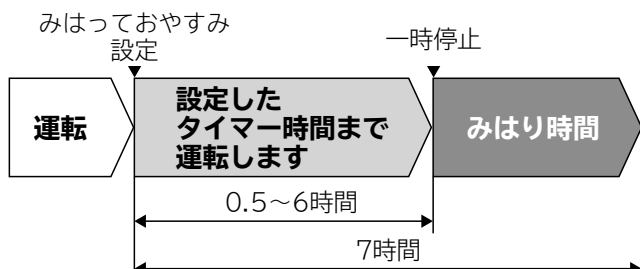 みはっておやすみ
設定
一時停止
運転
設定した
タイマー時間まで
運転します
みはり時間
0.5～6時間
7時間